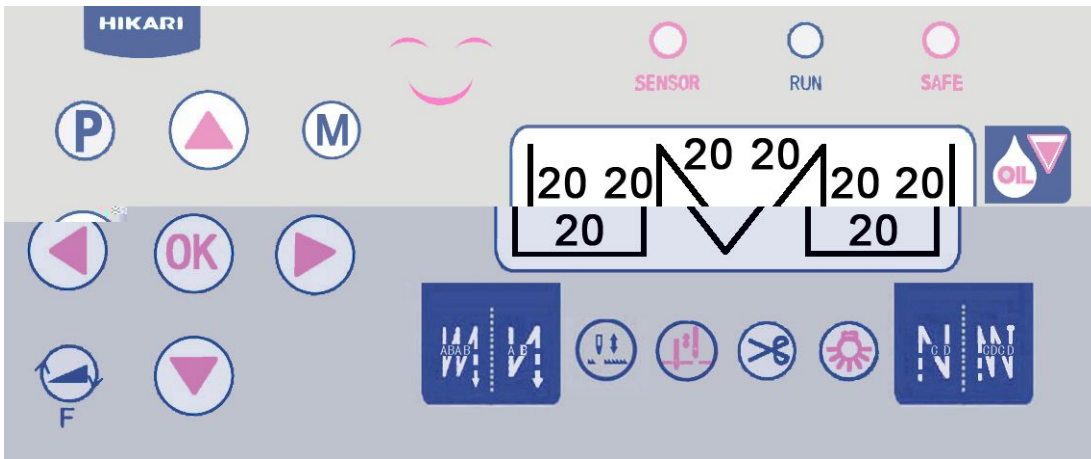 HIKARI
SENSOR RUN SAFE
P M
20 20 20 20 20 20
OIL
20 20
OK
ABAB A B C D CDCD
F